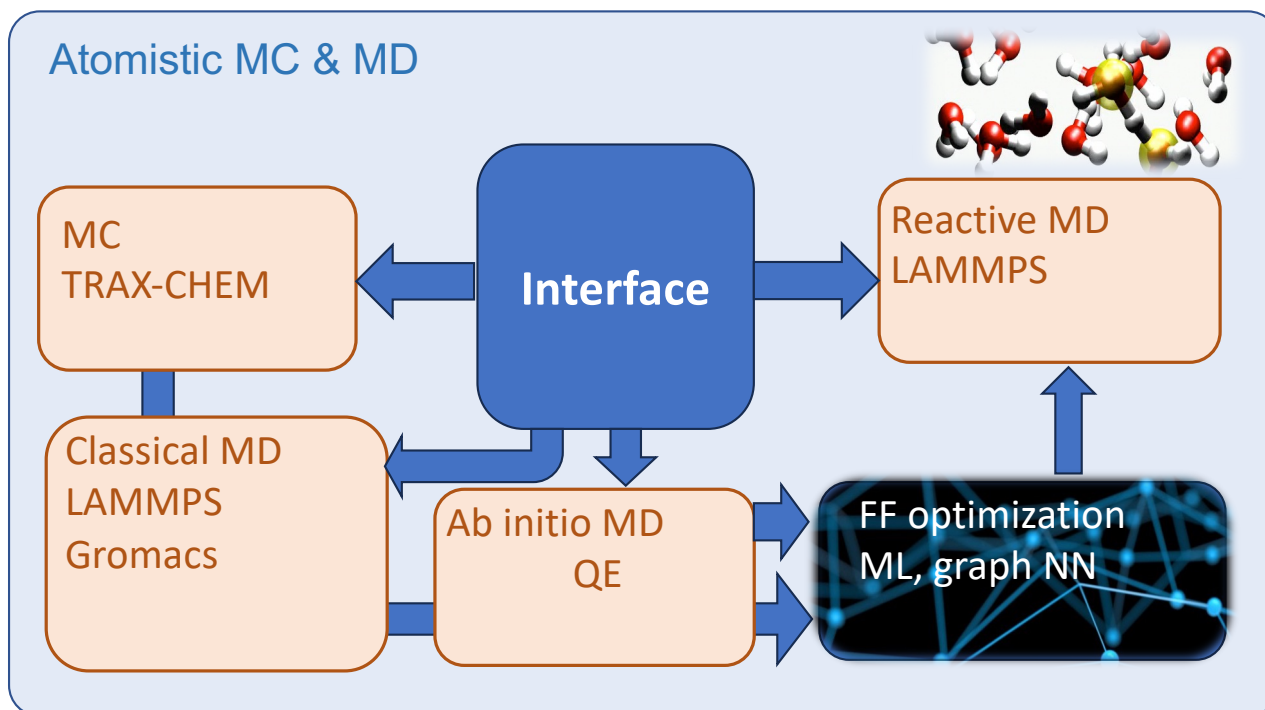 Atomistic MC & MD
MC
TRAX-CHEM
Interface
Reactive MD
LAMMPS
Classical MD
LAMMPS
Gromacs
Ab initio MD
QE
FF optimization
ML, graph NN